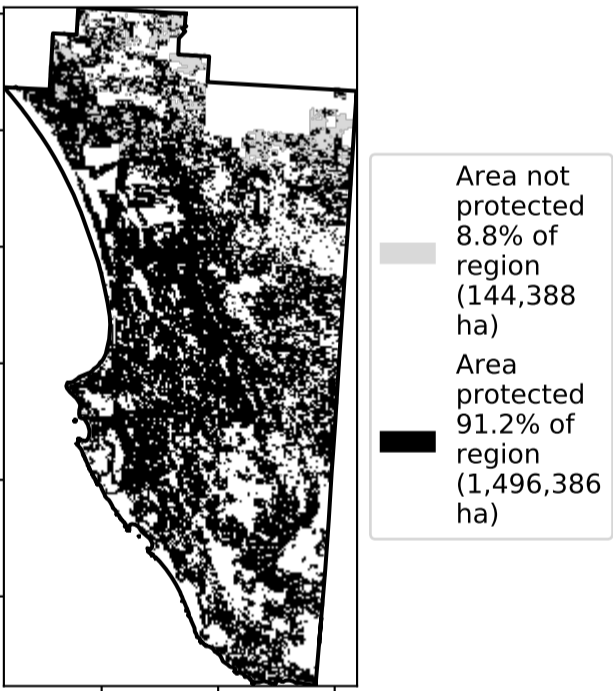 Area not
protected
8.8% of
region
(144,388
ha)
Area
protected
91.2% of
region
(1,496,386
ha)